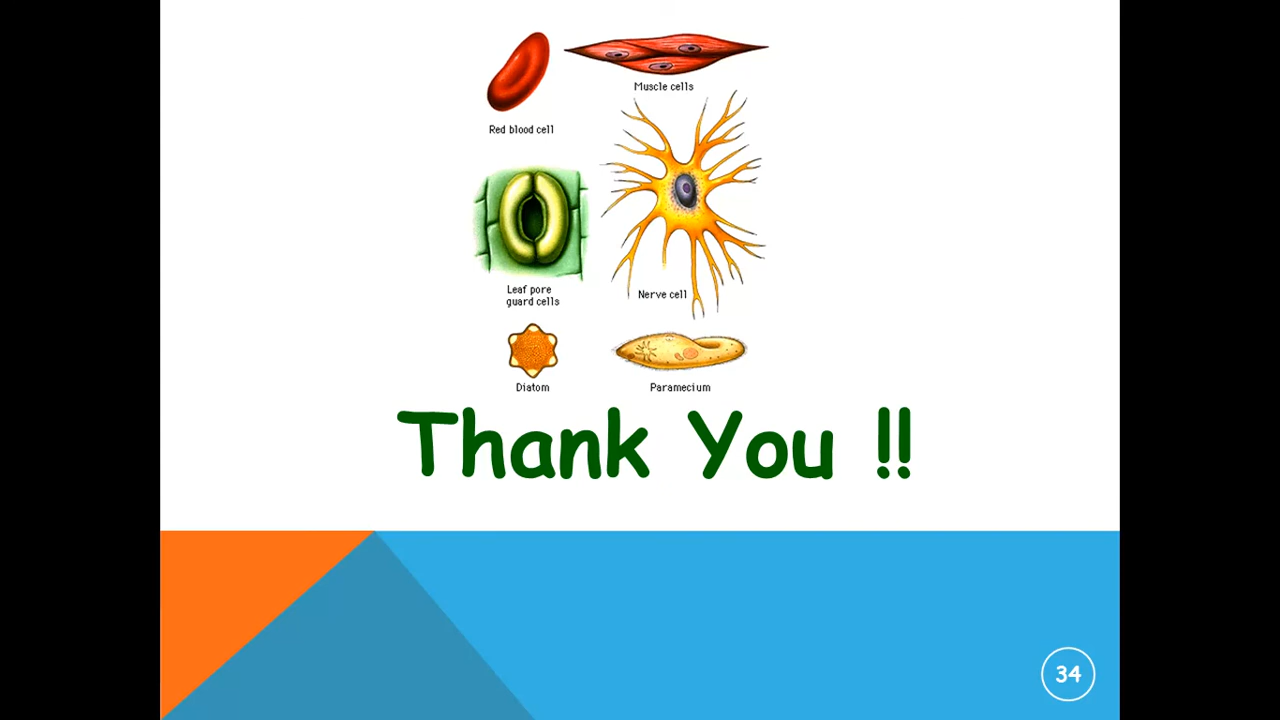 Muscle cells
Red blood cell
Leaf pore
guard cells
Nerve cell
Diatom
Paramecium
Thank You !!
34